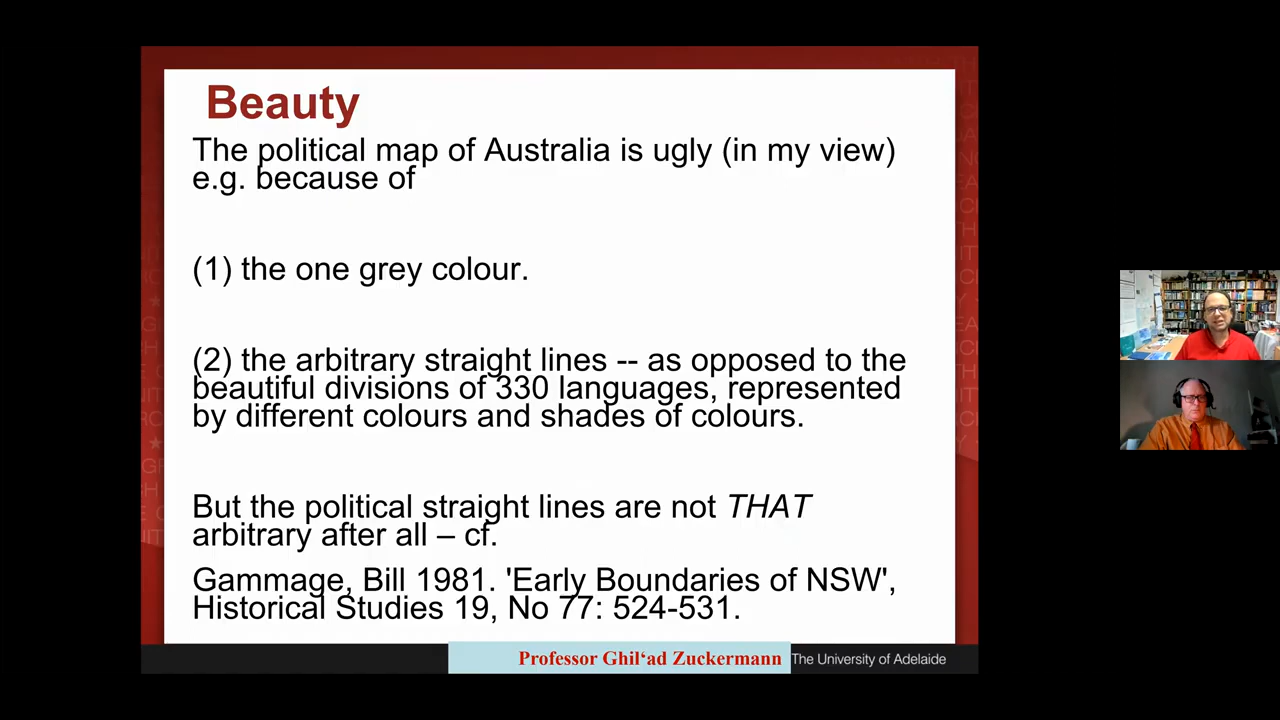 Beauty
The political map of Australia is ugly (in my view)
e.g. because of
(1) the one grey colour.
(2) the arbitrary straight lines -- as opposed to the
beautiful divisions of 330 languages, represented
by different colours and shades of colours.
But the political straight lines are not THAT
arbitrary after all – cf.
Gammage, Bill 1981. 'Early Boundaries of NSW',
Historical Studies 19, No 77: 524-531.
Professor Ghil‘ad Zuckermann
The University of Adelaide